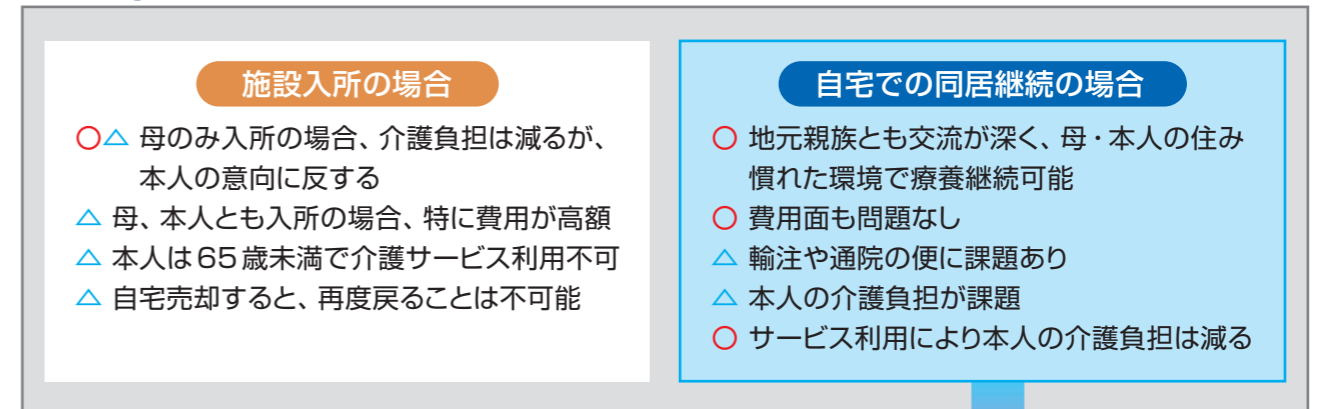 施設入所の場合
○△ 母のみ入所の場合、介護負担は減るが、
本人の意向に反する
△ 母、本人とも入所の場合、特に費用が高額
△ 本人は65歳未満で介護サービス利用不可
△ 自宅売却すると、再度戻ることは不可能
自宅での同居継続の場合
○ 地元親族とも交流が深く、母・本人の住み
慣れた環境で療養継続可能
○ 費用面も問題なし
△ 輸注や通院の便に課題あり
△ 本人の介護負担が課題
○ サービス利用により本人の介護負担は減る